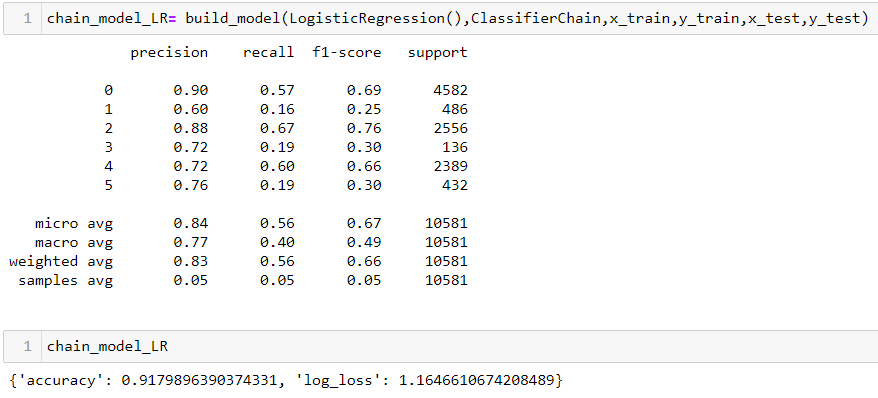 1 chain_model_LR= build_model(LogisticRegression(),ClassifierChain,x_train,y_train,x_test,y_test)
precision recall f1-score support
0 0.90 0.57 0.69 4582
1 0.60 0.16 0.25 486
2 0.88 0.67 0.76 2556
3 0.72 0.19 0.30 136
4 0.72 0.60 0.66 2389
5 0.76 0.19 0.30 432
micro avg 0.84 0.56 0.67 10581
macro avg 0.77 0.40 0.49 10581
weighted avg 0.83 0.56 0.66 10581
samples avg 0.05 0.05 0.05 10581
1 chain_model_LR
{'accuracy': 0.9179896390374331, 'log_loss': 1.1646610674208489}